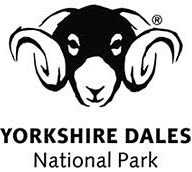 ®
YORKSHIRE DALES
National Park